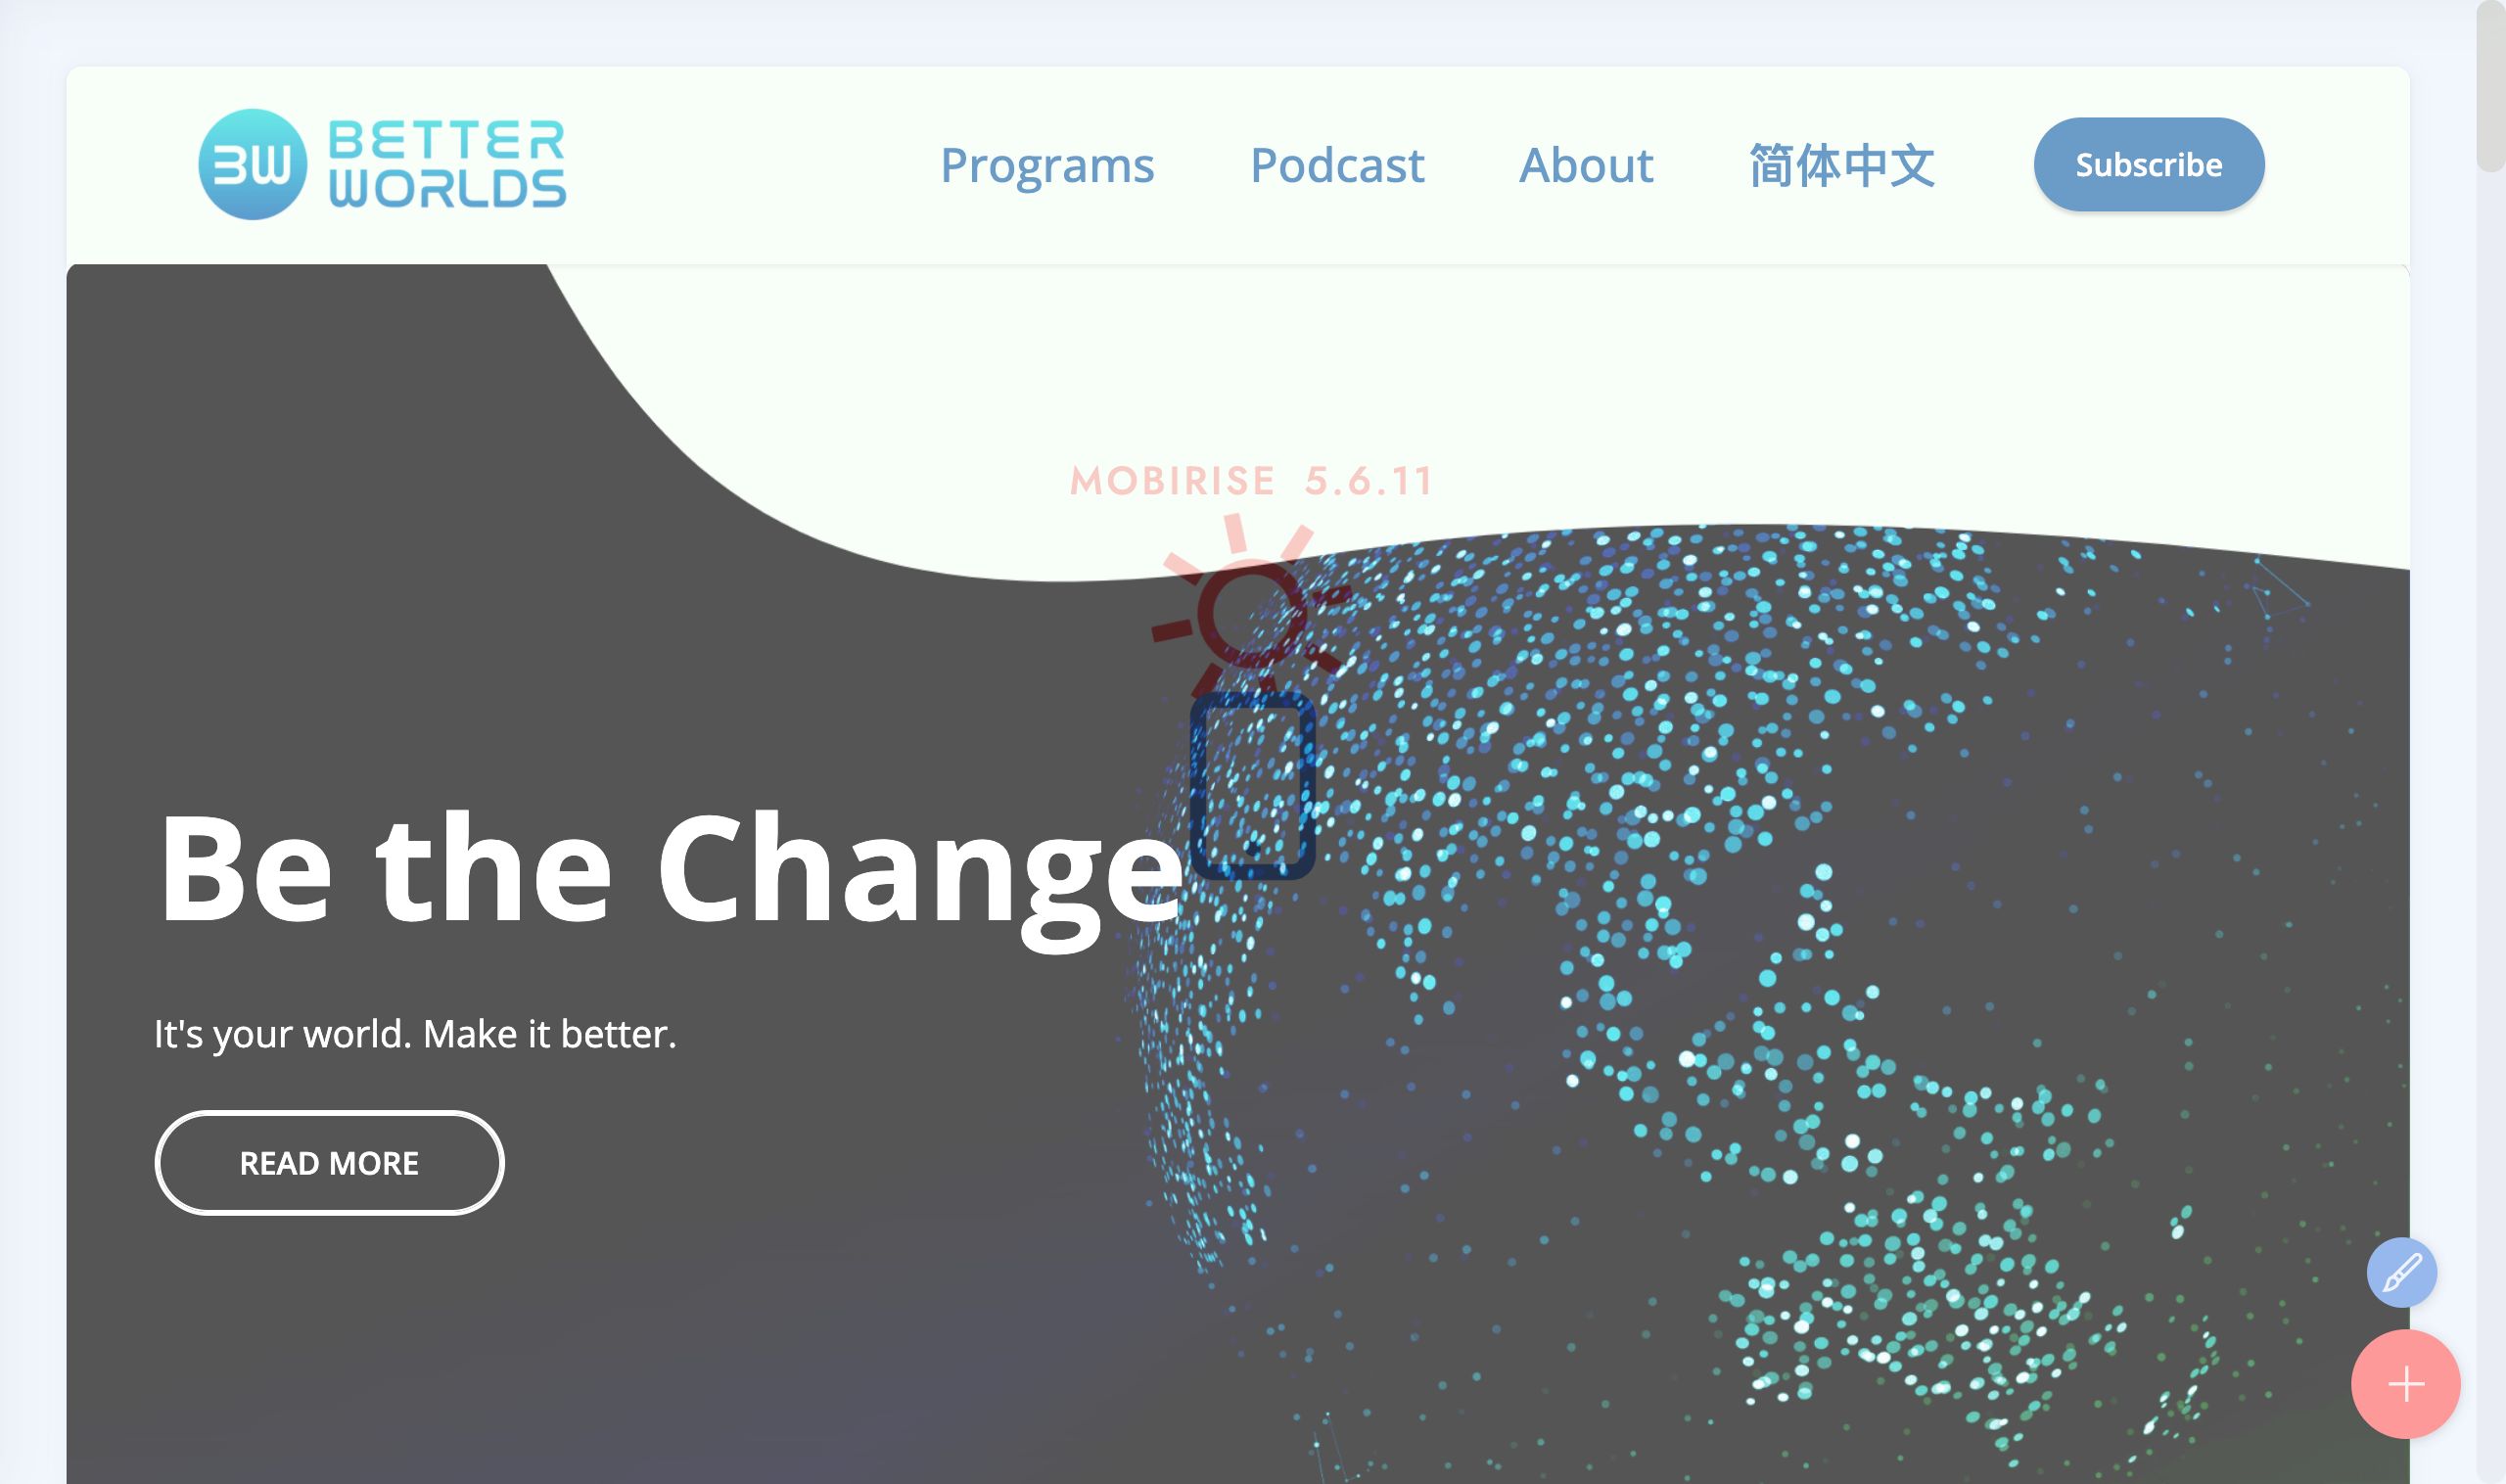 BW BETTER
WORLDS
Programs Podcast About 简体中文 Subscribe
MOBIRISE 5.6.11
Be the Change
It's your world. Make it better.
READ MORE